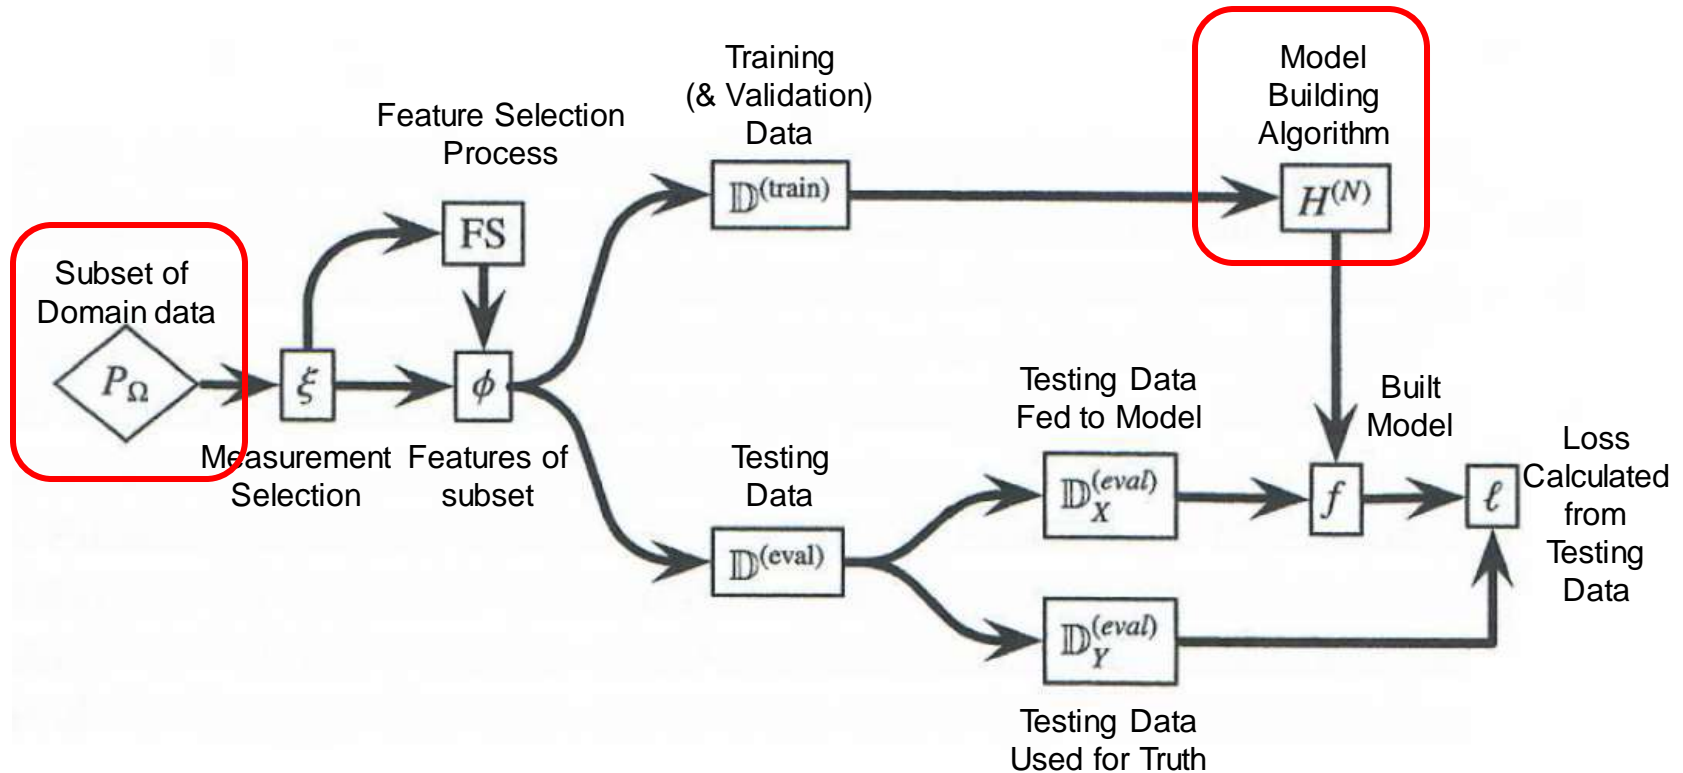 Training
(& Validation)
Data
Model
Building
Algorithm
Feature Selection
Process
𝔻(train)
H(N)
FS
Subset of
Domain data
PΩ
ξ
ϕ
Measurement
Selection
Features of
subset
Testing Data
Fed to Model
Built
Model
Testing
Data
𝔻X(eval)
f
ℓ
Loss
Calculated
from
Testing
Data
𝔻(eval)
𝔻Y(eval)
Testing Data
Used for Truth